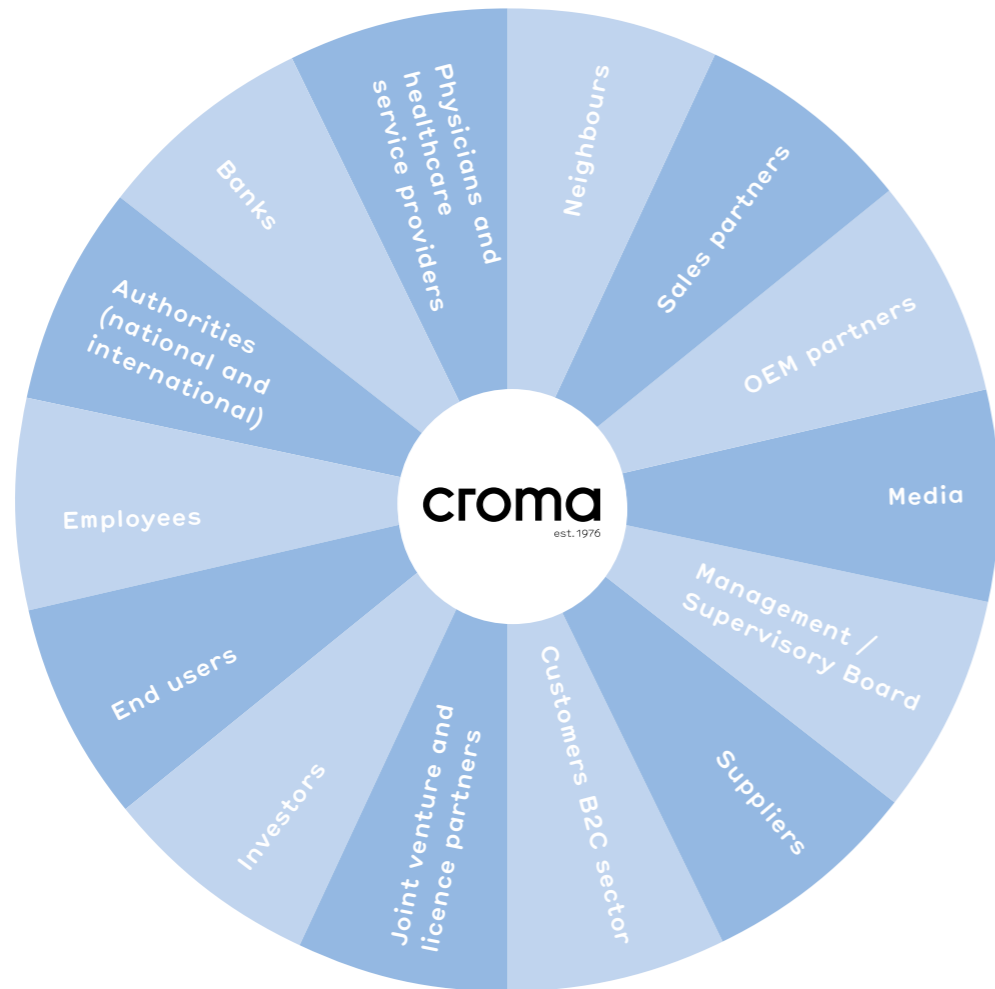 Neighbours
Sales partners
OEM partners
Media
Management /
Supervisory Board
Suppliers
Customers B2C sector
Joint venture and
licence partners
Investors
End users
Employees
Authorities
(national and
international)
Banks
Physicians and
healthcare
service providers
croma
est. 1976